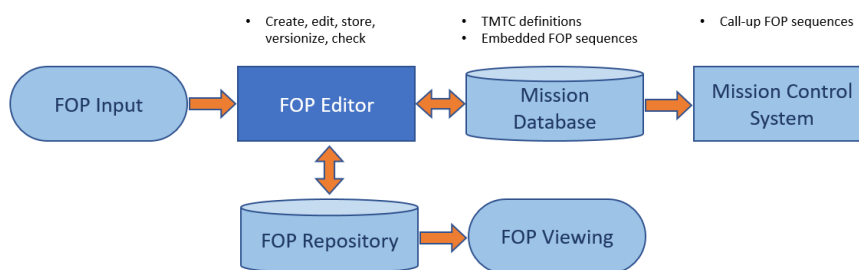 • Create, edit, store,
versionize, check
• TMTC definitions
• Embedded FOP sequences
• Call-up FOP sequences
FOP Input
FOP Editor
Mission
Database
Mission Control
System
FOP Repository
FOP Viewing